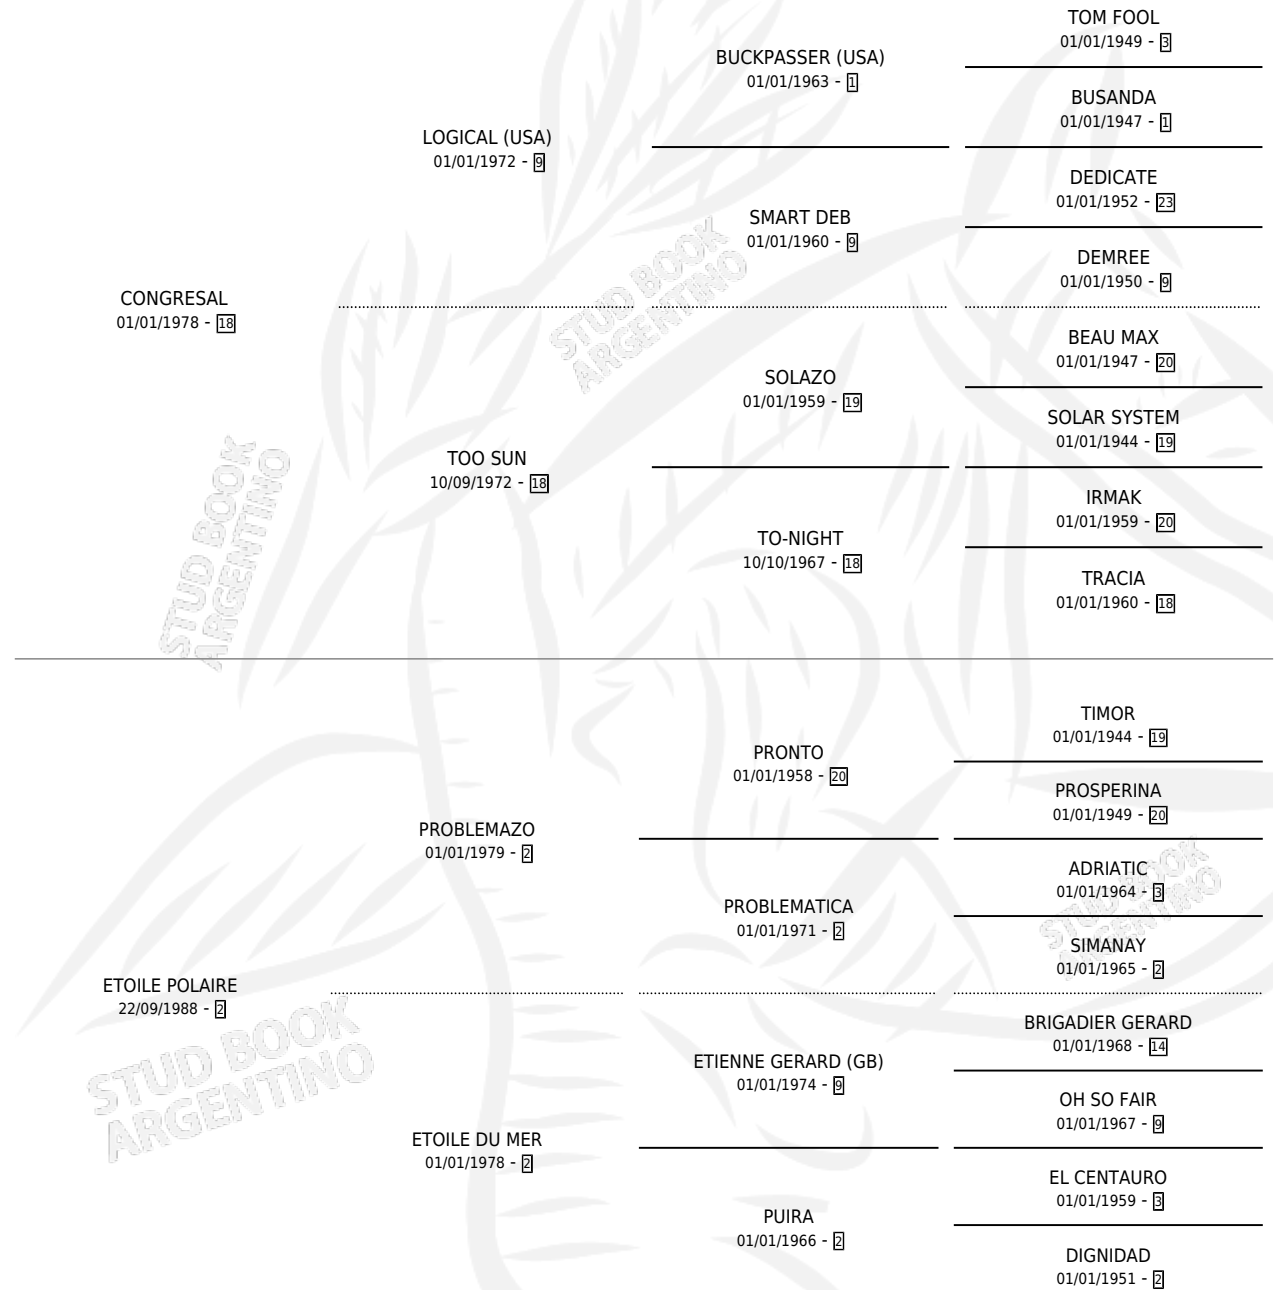 TOM FOOL
01/01/1949 - 3
BUCKPASSER (USA)
01/01/1963 - 1
BUSANDA
01/01/1947 - 1
LOGICAL (USA)
01/01/1972 - 9
DEDICATE
01/01/1952 - 23
SMART DEB
01/01/1960 - 9
DEMREE
01/01/1950 - 9
CONGRESAL
01/01/1978 - 18
BEAU MAX
01/01/1947 - 20
SOLAZO
01/01/1959 - 19
SOLAR SYSTEM
01/01/1944 - 19
TOO SUN
10/09/1972 - 18
IRMAK
01/01/1959 - 20
TO-NIGHT
10/10/1967 - 18
TRACIA
01/01/1960 - 18
TIMOR
01/01/1944 - 19
PRONTO
01/01/1958 - 20
PROSPERINA
01/01/1949 - 20
PROBLEMAZO
01/01/1979 - 2
ADRIATIC
01/01/1964 - 3
PROBLEMATICA
01/01/1971 - 2
SIMANAY
01/01/1965 - 2
ETOILE POLAIRE
22/09/1988 - 2
BRIGADIER GERARD
01/01/1968 - 14
ETIENNE GERARD (GB)
01/01/1974 - 9
OH SO FAIR
01/01/1967 - 9
ETOILE DU MER
01/01/1978 - 2
EL CENTAURO
01/01/1959 - 3
PUIRA
01/01/1966 - 2
DIGNIDAD
01/01/1951 - 2
STUD BOOK
ARGENTINO
STUD BOOK
ARGENTINO
STUD BOOK
ARGENTINO
STUD BOOK
ARGENTINO